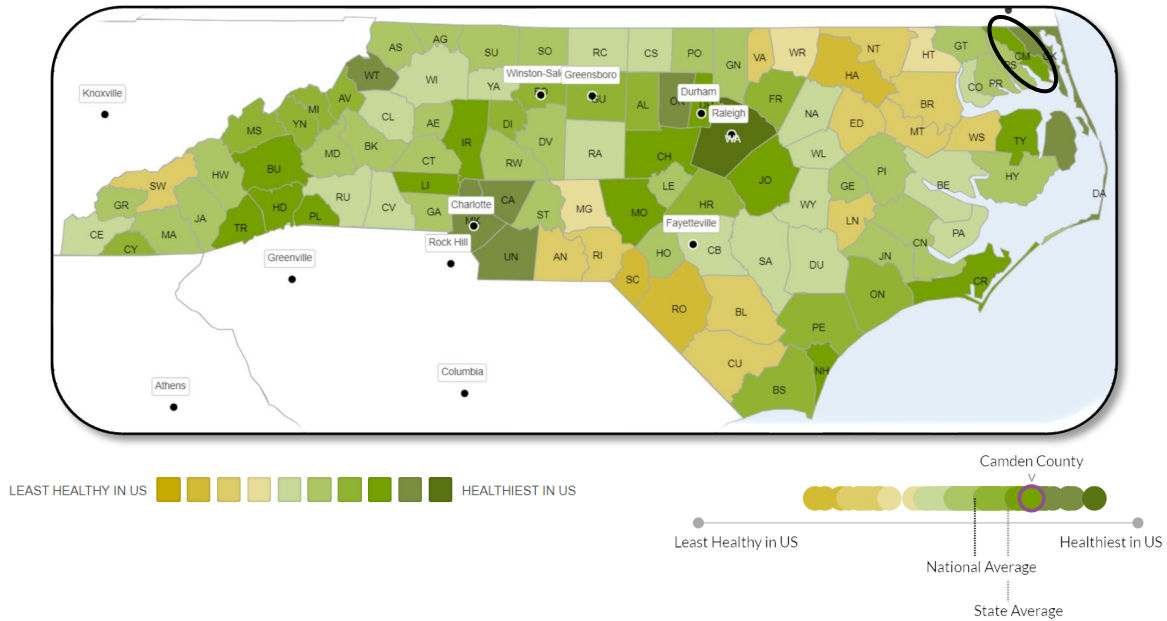 AS
AG
SU
SO
RC
CS
PO
GN
VA
WR
NT
HT
GT
CM
PS
WT
WI
YA
Winston-Sal
Greensboro
GU
HA
CO
PR
Knoxville
AV
MI
YN
MS
CL
AE
IR
DI
AL
Durham
Raleigh
WA
FR
NA
BR
ED
MT
WS
TY
MD
BK
CT
RW
DV
RA
CH
WL
SW
HW
BU
LI
JO
GE
PI
BE
HY
DA
GR
JA
HD
PL
TR
RU
CV
GA
Charlotte
MK
CA
ST
MG
MO
LE
HR
WY
LN
CE
CY
MA
Rock Hill
UN
AN
RI
HO
Fayetteville
CB
SA
DU
JN
CN
PA
Greenville
SC
RO
BL
ON
CR
PE
CU
NH
BS
Athens
Columbia
LEAST HEALTHY IN US
HEALTHIEST IN US
Camden County
Least Healthy in US
Healthiest in US
National Average
State Average